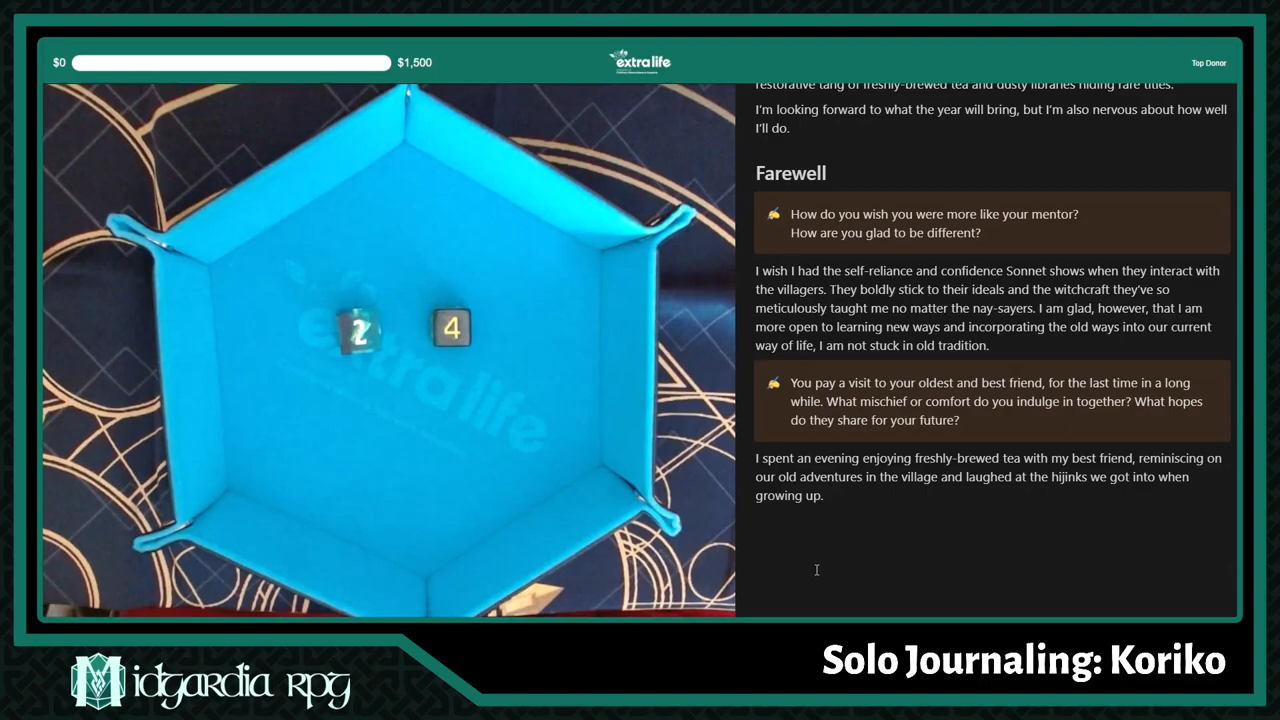 $0
$1,500
extralife
Top Donor
restorative tang of freshly-brewed tea and dusty libraries hiding rare titles.
I'm looking forward to what the year will bring, but I'm also nervous about how well
I'll do.
Farewell
How do you wish you were more like your mentor?
How are you glad to be different?
I wish I had the self-reliance and confidence Sonnet shows when they interact with
the villagers. They boldly stick to their ideals and the witchcraft they've so
meticulously taught me no matter the nay-sayers. I am glad, however, that I am
more open to learning new ways and incorporating the old ways into our current
way of life, I am not stuck in old tradition.
You pay a visit to your oldest and best friend, for the last time in a long
while. What mischief or comfort do you indulge in together? What hopes
do they share for your future?
I spent an evening enjoying freshly-brewed tea with my best friend, reminiscing on
our old adventures in the village and laughed at the hijinks we got into when
growing up.
2
4
extralife
Solo Journaling: Koriko
Midgardia RPG